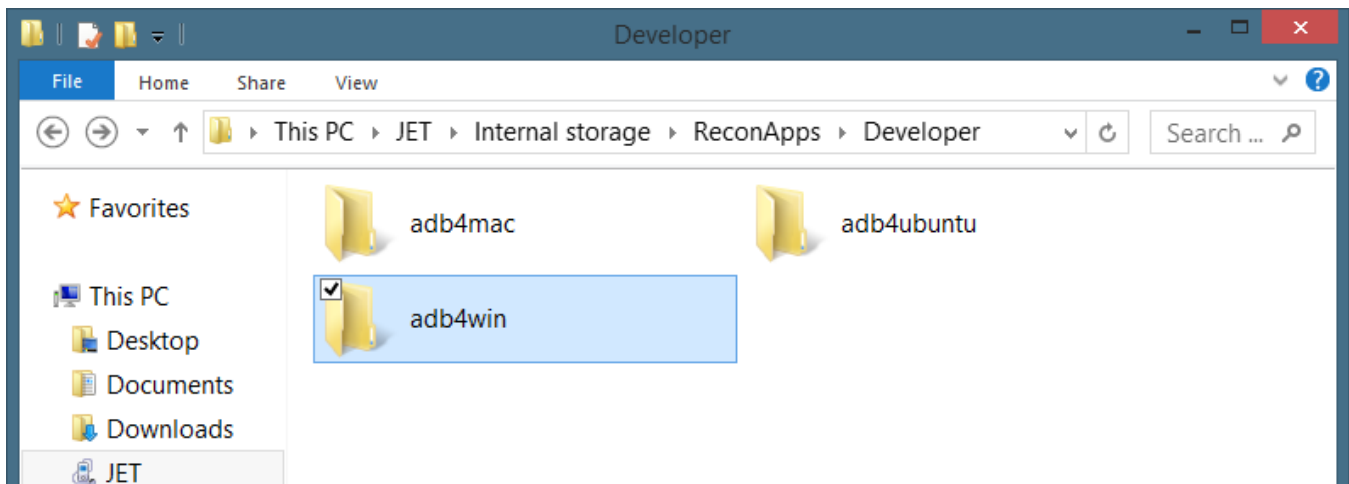 Developer
File Home Share View
This PC JET Internal storage ReconApps Developer Search ...
Favorites
adb4mac adb4ubuntu
This PC
adb4win
Desktop
Documents
Downloads
JET